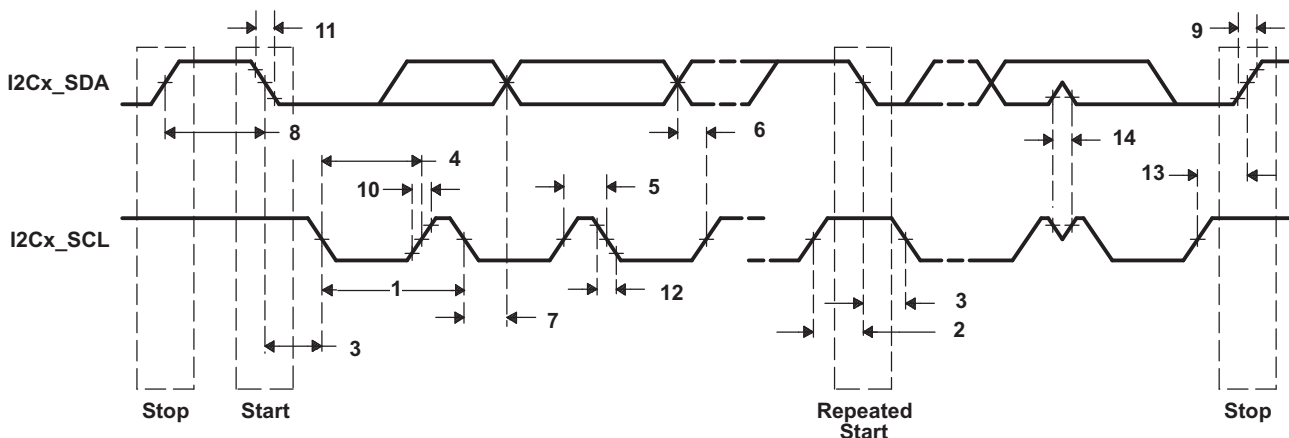 11
9
I2Cx_SDA
8
6
14
4
10
5
13
I2Cx_SCL
1
12
3
7
3
2
Stop
Start
Repeated
Start
Stop